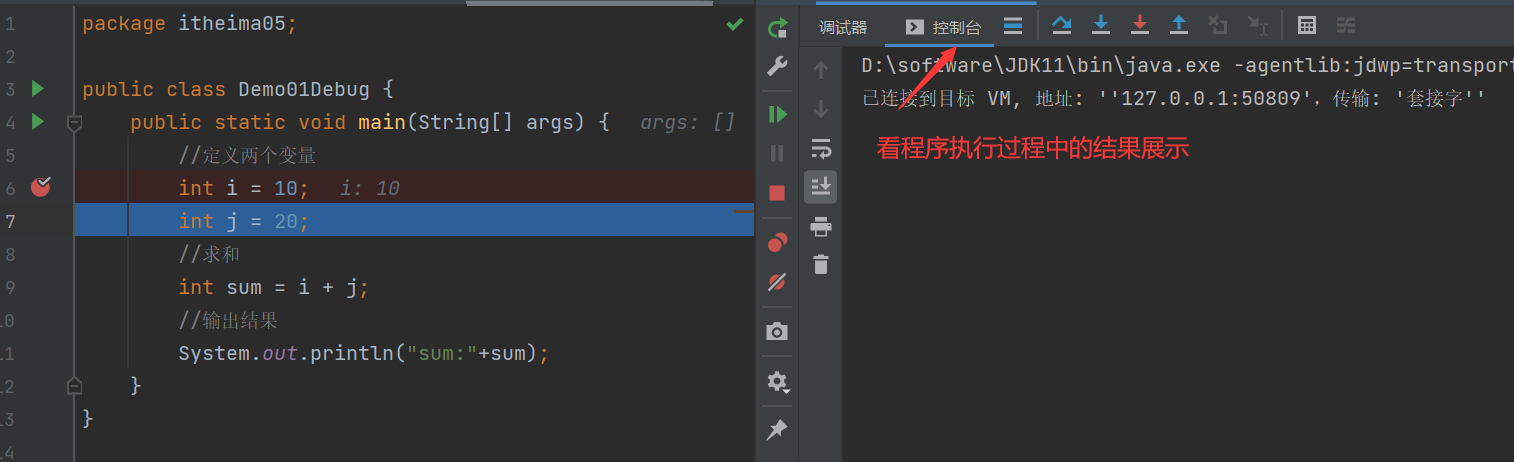 1 package itheima05;
2
3 public class Demo01Debug {
4 public static void main(String[] args) { args: []
5 //定义两个变量
6 int i = 10; i: 10
7 int j = 20;
8 //求和
9 int sum = i + j;
10 //输出结果
11 System.out.println("sum:"+sum);
12 }
13 }
14
调试器 控制台
D:\software\JDK11\bin\java.exe -agentlib:jdwp=transport
已连接到目标 VM, 地址: ''127.0.0.1:50809'，传输: '套接字''
看程序执行过程中的结果展示